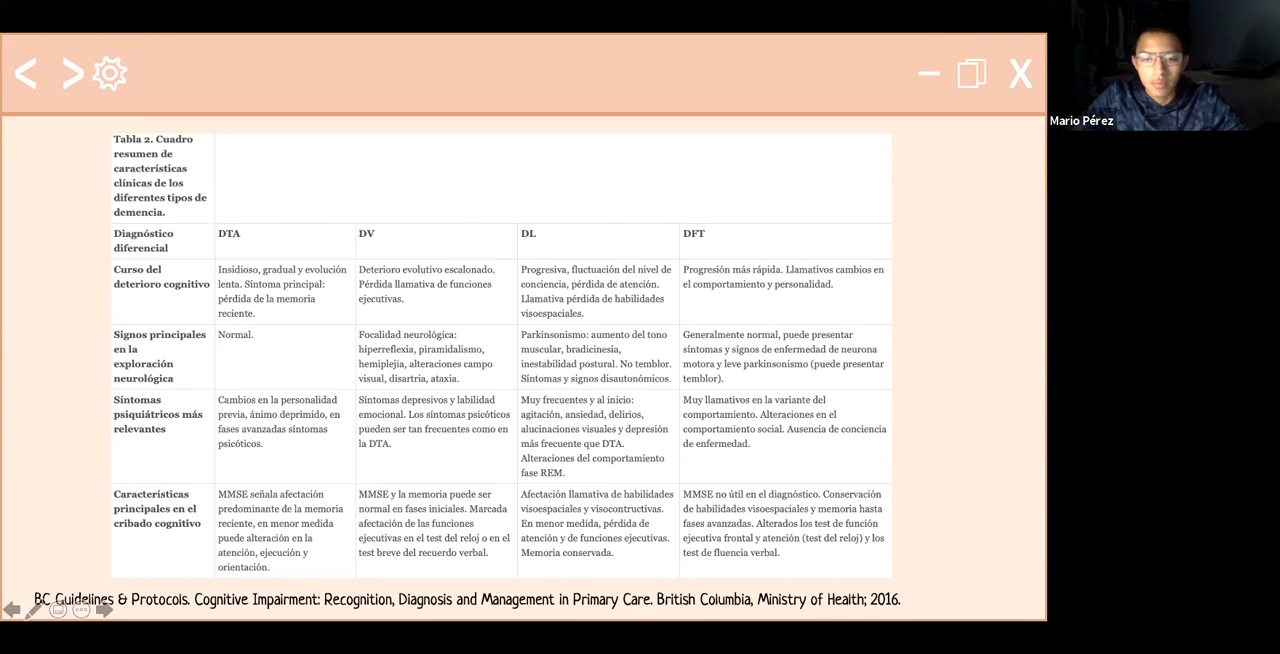 Mario Pérez
Tabla 2. Cuadro
resumen de
características
clínicas de los
diferentes tipos de
demencia.
Diagnóstico
diferencial
DTA
DV
DL
DFT
Curso del
deterioro cognitivo
Insidioso, gradual y evolución
lenta. Síntoma principal:
pérdida de la memoria
reciente.
Deterioro evolutivo escalonado.
Pérdida llamativa de funciones
ejecutivas.
Progresiva, fluctuación del nivel de
conciencia, pérdida de atención.
Llamativa pérdida de habilidades
visoespaciales.
Progresión más rápida. Llamativos cambios en
el comportamiento y personalidad.
Signos principales
en la
exploración
neurológica
Normal.
Focalidad neurológica:
hiperreflexia, piramidalismo,
hemiplejia, alteraciones campo
visual, disartria, ataxia.
Parkinsonismo: aumento del tono
muscular, bradicinesia,
inestabilidad postural. No temblor.
Síntomas y signos disautonómicos.
Generalmente normal, puede presentar
síntomas y signos de enfermedad de neurona
motora y leve parkinsonismo (puede presentar
temblor).
Síntomas
psiquiátricos más
relevantes
Cambios en la personalidad
previa, ánimo deprimido, en
fases avanzadas síntomas
psicóticos.
Síntomas depresivos y labilidad
emocional. Los síntomas psicóticos
pueden ser tan frecuentes como en
la DTA.
Muy frecuentes y al inicio:
agitación, ansiedad, delirios,
alucinaciones visuales y depresión
más frecuente que DTA.
Alteraciones del comportamiento
fase REM.
Muy llamativos en la variante del
comportamiento. Alteraciones en el
comportamiento social. Ausencia de conciencia
de enfermedad.
Características
principales en el
cribado cognitivo
MMSE señala afectación
predominante de la memoria
reciente, en menor medida
puede alteración en la
atención, ejecución y
orientación.
MMSE y la memoria puede ser
normal en fases iniciales. Marcada
afectación de las funciones
ejecutivas en el test del reloj o en el
test breve del recuerdo verbal.
Afectación llamativa de habilidades
visoespaciales y visocontructivas.
En menor medida, pérdida de
atención y de funciones ejecutivas.
Memoria conservada.
MMSE no útil en el diagnóstico. Conservación
de habilidades visoespaciales y memoria hasta
fases avanzadas. Alterados los test de función
ejecutiva frontal y atención (test del reloj) y los
test de fluencia verbal.
BC Guidelines & Protocols. Cognitive Impairment: Recognition, Diagnosis and Management in Primary Care. British Columbia, Ministry of Health; 2016.